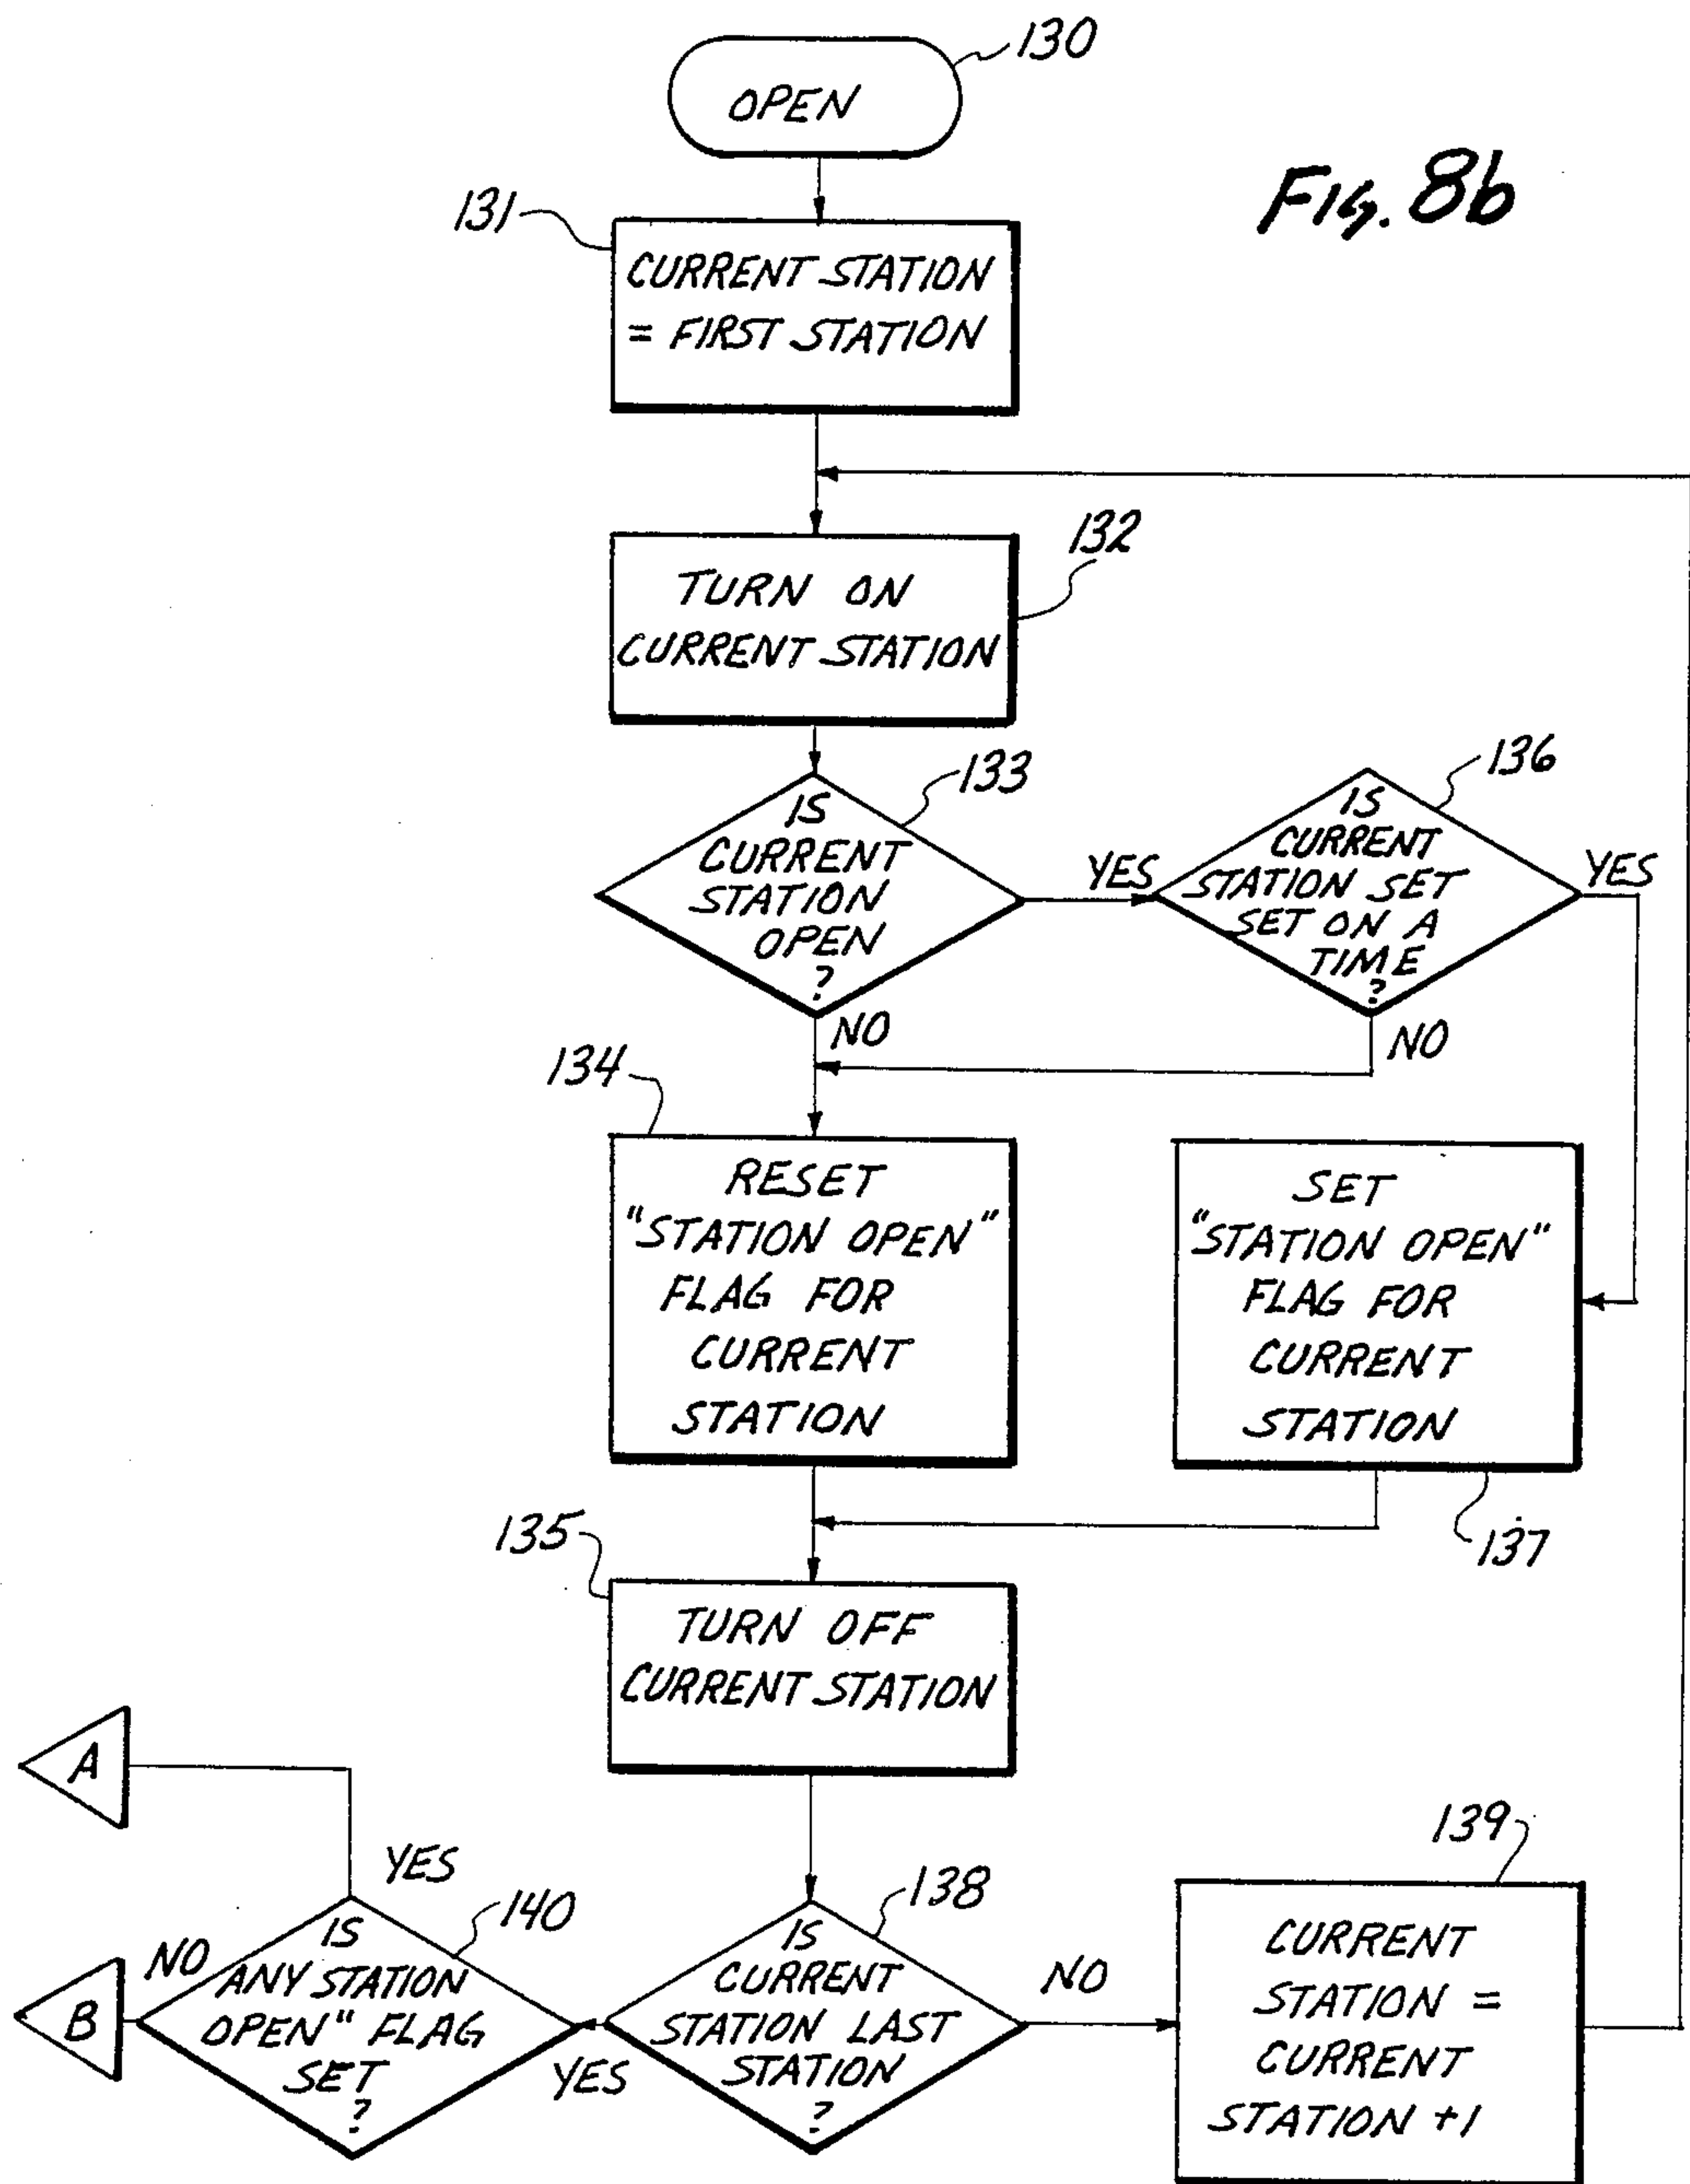 130
OPEN
FIG. 8b
131
CURRENT STATION
= FIRST STATION
132
TURN ON
CURRENT STATION
133
IS
CURRENT
STATION
OPEN
?
YES
NO
136
IS
CURRENT
STATION SET
SET ON A
TIME
?
YES
NO
134
RESET
"STATION OPEN"
FLAG FOR
CURRENT
STATION
SET
"STATION OPEN"
FLAG FOR
CURRENT
STATION
137
135
TURN OFF
CURRENT STATION
A
YES
140
IS
ANY STATION
OPEN" FLAG
SET
?
NO
B
138
IS
CURRENT
STATION LAST
STATION
?
YES
NO
139
CURRENT
STATION =
CURRENT
STATION +1